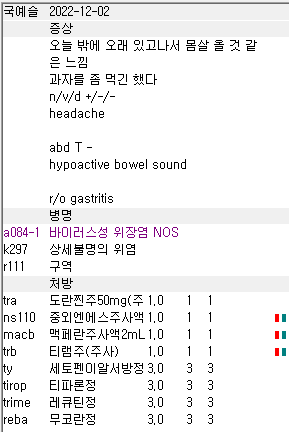 국예슬 2022-12-02
증상
오늘 밖에 오래 있고나서 몸살 올 것 같
은 느낌
과자를 좀 먹긴 했다
n/v/d +/-/-
headache
abd T -
hypoactive bowel sound
r/o gastritis
병명
a084-1 바이러스성 위장염 NOS
k297 상세불명의 위염
r111 구역
처방
tra 도란찐주50mg(주 1.0 1 1
ns110 중외엔에스주사액 1.0 1 1
macb 맥페란주사액2mL 1.0 1 1
trb 티램주(주사) 1.0 1 1
ty 세토펜이알서방정 3.0 3 3
tirop 티파론정 3.0 3 3
trime 레큐틴정 3.0 3 3
reba 무코란정 3.0 3 3